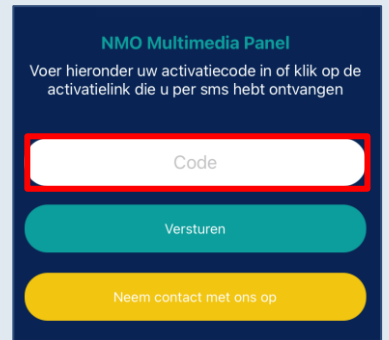 NMO Multimedia Panel
Voer hieronder uw activatiecode in of klik op de
activatielink die u per sms hebt ontvangen
Code
Versturen
Neem contact met ons op